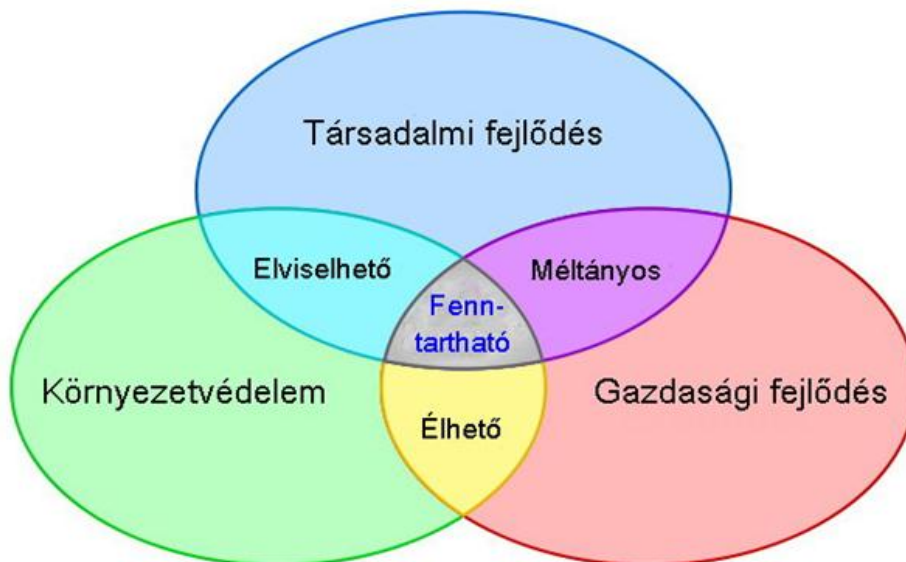 Társadalmi fejlődés
Elviselhető
Méltányos
Fenn-
tartható
Környezetvédelem
Gazdasági fejlődés
Élhető